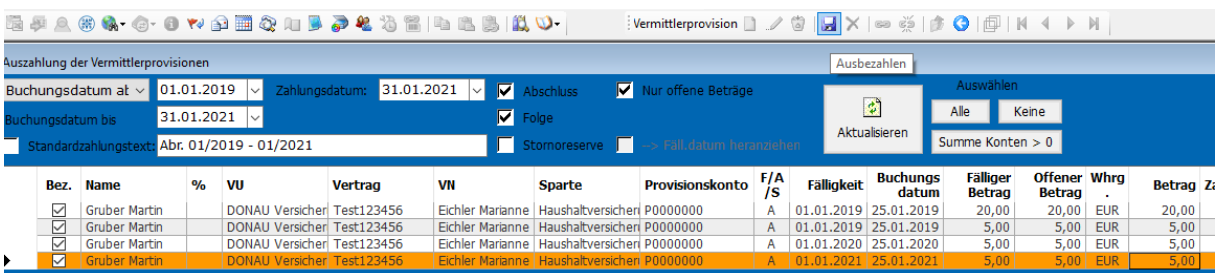 Vermittlerprovision
Auszahlung der Vermittlerprovisionen
Ausbezahlen
Buchungsdatum ab 01.01.2019 Zahlungsdatum: 31.01.2021 Abschluss Nur offene Beträge Auswählen
Buchungsdatum bis 31.01.2021 Folge Aktualisieren Alle Keine
Standardzahlungstext: Abr. 01/2019 - 01/2021 Stornoreserve --> Fäll.datum heranziehen Summe Konten > 0
Bez. Name % VU Vertrag VN Sparte Provisionskonto F/A/S Fälligkeit Buchungsdatum Fälliger Betrag Offener Betrag Whrg. Betrag
Gruber Martin DONAU Versicher Test123456 Eichler Marianne Haushaltversichern P0000000 A 01.01.2019 25.01.2019 20,00 20,00 EUR 20,00
Gruber Martin DONAU Versicher Test123456 Eichler Marianne Haushaltversichern P0000000 A 01.01.2019 25.01.2019 5,00 5,00 EUR 5,00
Gruber Martin DONAU Versicher Test123456 Eichler Marianne Haushaltversichern P0000000 A 01.01.2020 25.01.2020 5,00 5,00 EUR 5,00
Gruber Martin DONAU Versicher Test123456 Eichler Marianne Haushaltversichern P0000000 A 01.01.2021 25.01.2021 5,00 5,00 EUR 5,00